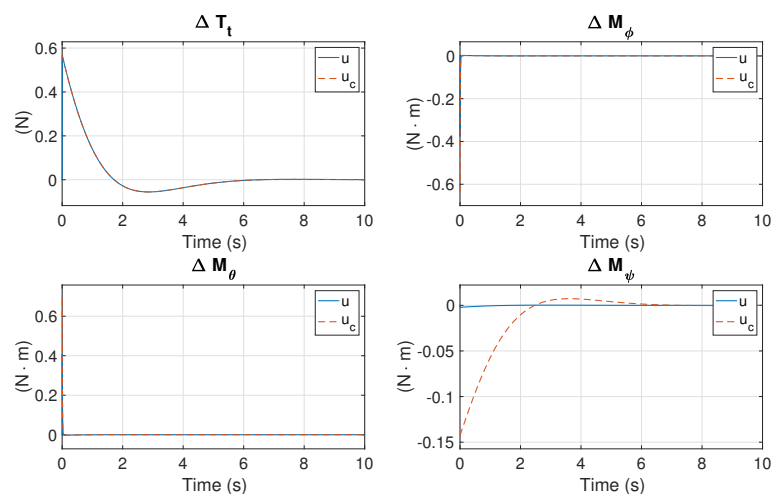 Δ T_t
(N)
0.6
0.4
0.2
0
u
u_c
0 2 4 6 8 10
Time (s)
Δ M_ϕ
(N · m)
0
-0.2
-0.4
-0.6
u
u_c
0 2 4 6 8 10
Time (s)
Δ M_θ
(N · m)
0.6
0.4
0.2
0
u
u_c
0 2 4 6 8 10
Time (s)
Δ M_ψ
(N · m)
0
-0.05
-0.1
-0.15
u
u_c
0 2 4 6 8 10
Time (s)